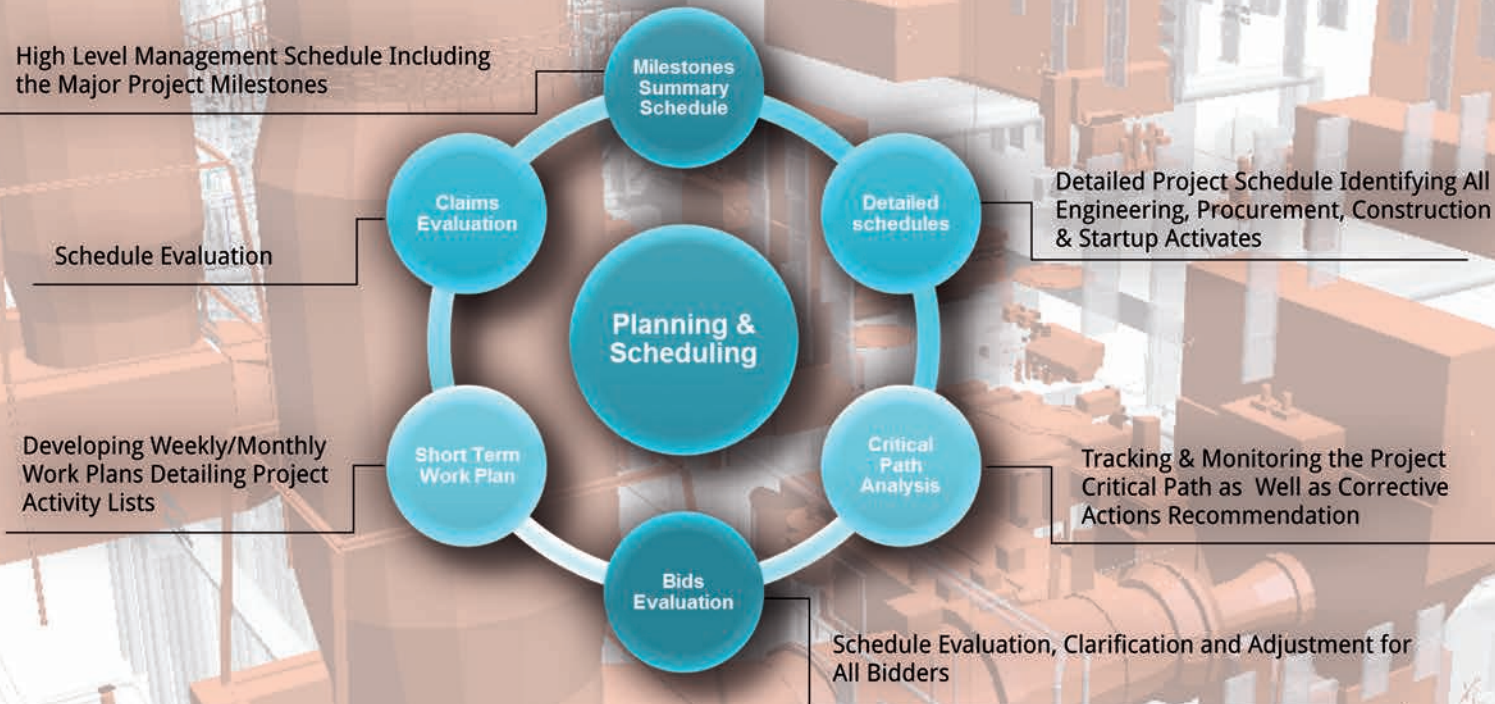 High Level Management Schedule Including
the Major Project Milestones
Milestones
Summary
Schedule
Claims
Evaluation
Detailed
schedules
Detailed Project Schedule Identifying All
Engineering, Procurement, Construction
& Startup Activates
Schedule Evaluation
Planning &
Scheduling
Developing Weekly/Monthly
Work Plans Detailing Project
Activity Lists
Short Term
Work Plan
Critical
Path
Analysis
Tracking & Monitoring the Project
Critical Path as  Well as Corrective
Actions Recommendation
Bids
Evaluation
Schedule Evaluation, Clarification and Adjustment for
All Bidders